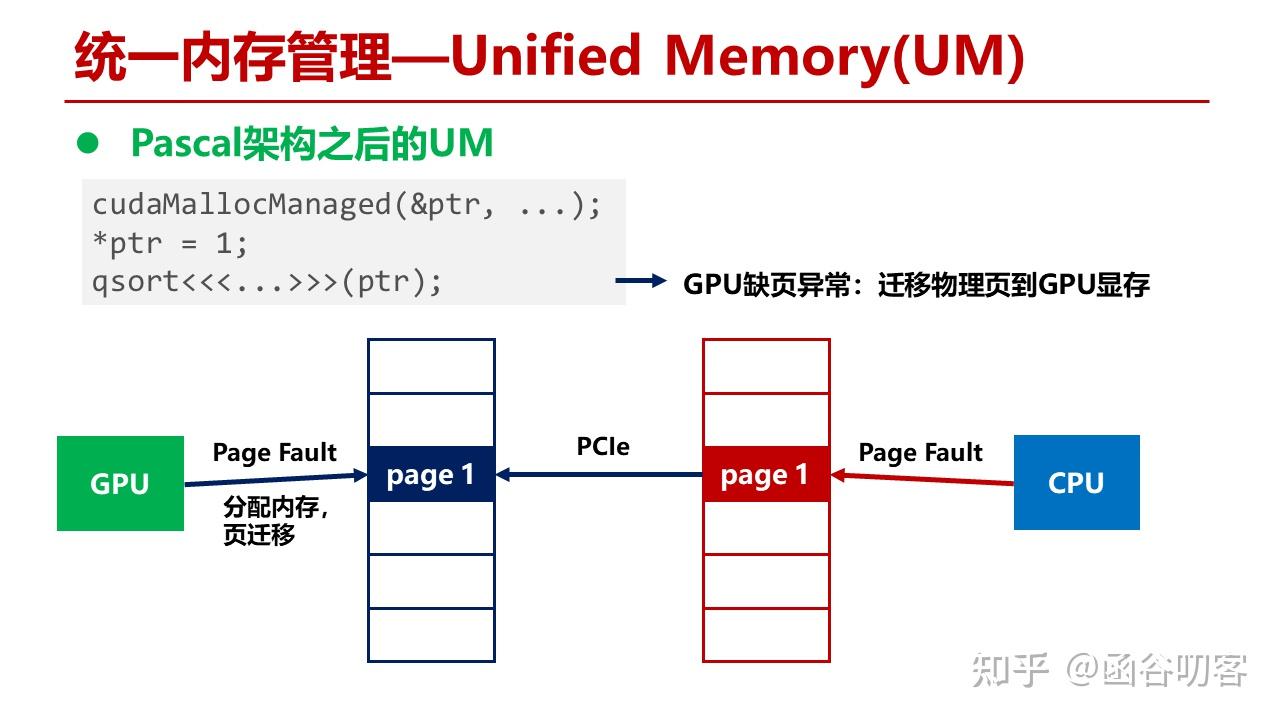 统一内存管理—Unified Memory(UM)
Pascal架构之后的UM
cudaMallocManaged(&ptr, ...);
*ptr = 1;
qsort<<<...>>>(ptr);
GPU缺页异常：迁移物理页到GPU显存
GPU
Page Fault
分配内存，
页迁移
page 1
PCIe
page 1
Page Fault
CPU
知乎 @函谷叨客